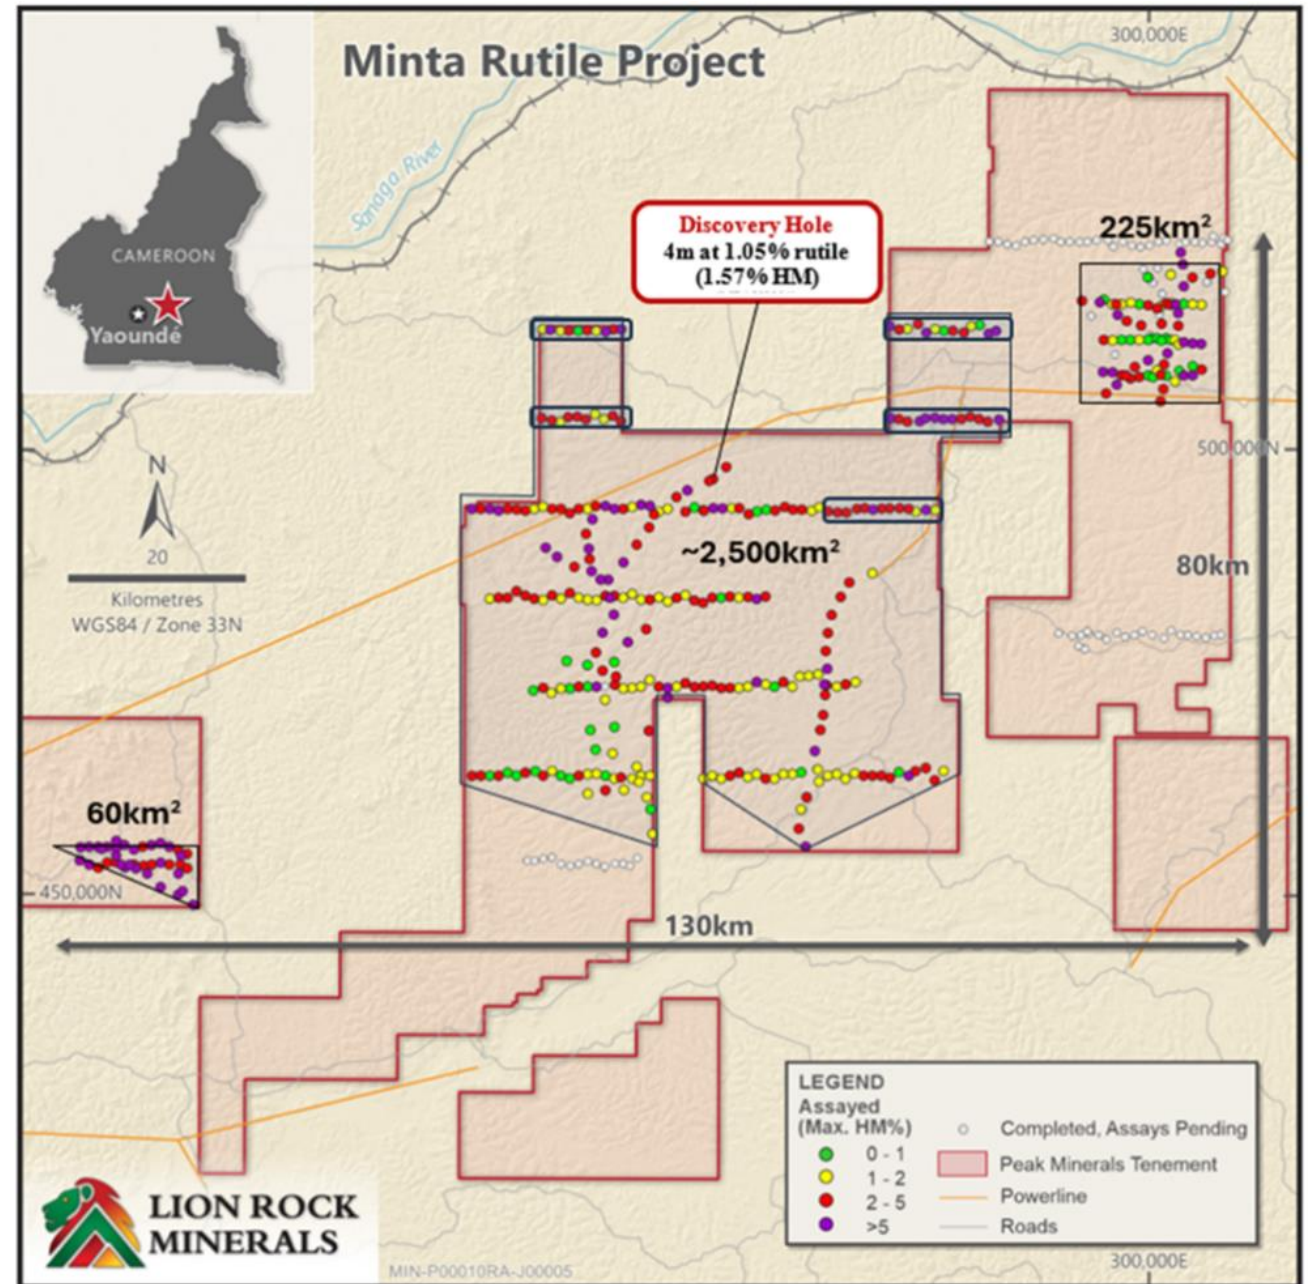 Minta Rutile Project
300,000E
Sanaga River
CAMEROON
Yaoundé
Discovery Hole
4m at 1.05% rutile
(1.57% HM)
225km²
500,000N
N
20
Kilometres
WGS84 / Zone 33N
~2,500km²
80km
60km²
450,000N
130km
LEGEND
Assayed
(Max. HM%)
0 - 1
1 - 2
2 - 5
>5
Completed, Assays Pending
Peak Minerals Tenement
Powerline
Roads
LION ROCK
MINERALS
MIN-P00010RA-J00005
300,000E